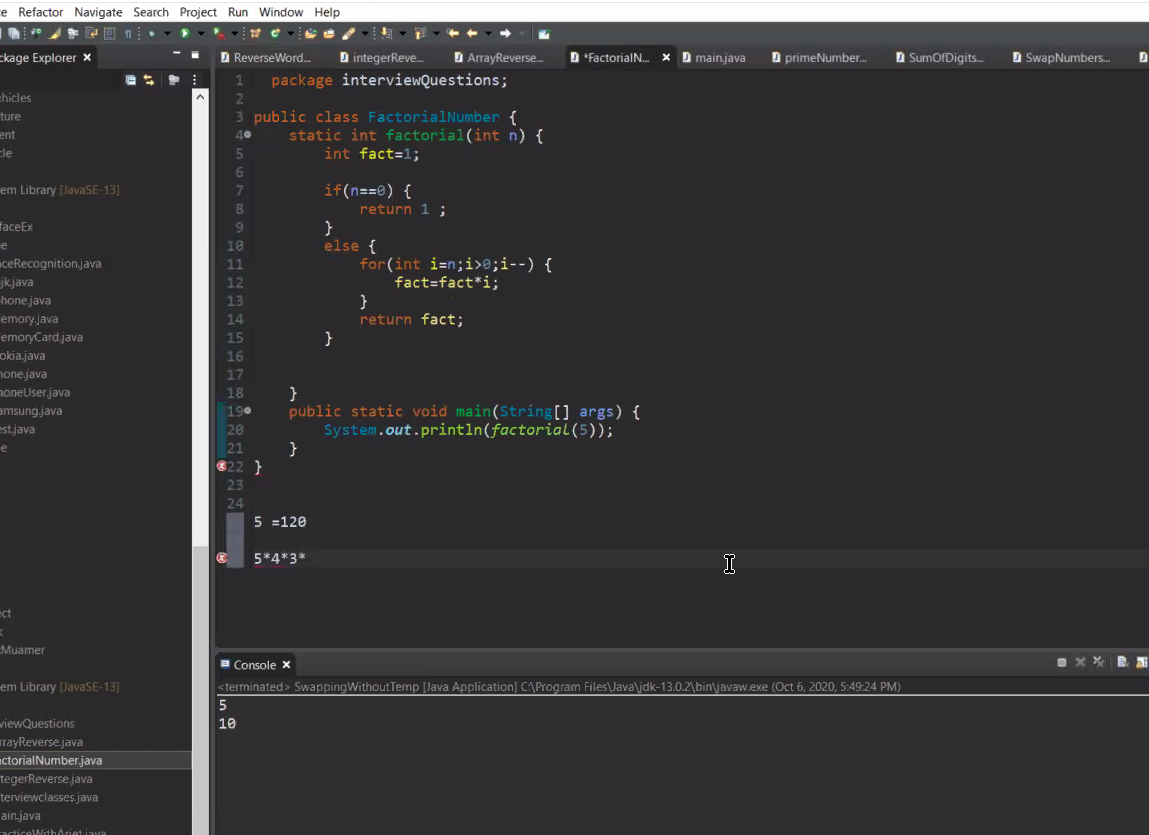 ce Refactor Navigate Search Project Run Window Help
ckage Explorer
ReverseWord... integerReve... ArrayReverse... *FactorialN... main.java primeNumber... SumOfDigits... SwapNumbers...
ehicles
ture
ent
cle
em Library [JavaSE-13]
faceEx
pe
ceRecognition.java
jk.java
hone.java
emory.java
emoryCard.java
okia.java
hone.java
honeUser.java
amsung.java
est.java
e
ect
k
Muamer
em Library [JavaSE-13]
viewQuestions
rrayReverse.java
actorialNumber.java
tegerReverse.java
terviewclasses.java
ain.java
racticeWithAriet.java
1 package interviewQuestions;
2
3 public class FactorialNumber {
4 static int factorial(int n) {
5 int fact=1;
6
7 if(n==0) {
8 return 1 ;
9 }
10 else {
11 for(int i=n;i>0;i--) {
12 fact=fact*i;
13 }
14 return fact;
15 }
16
17
18 }
19 public static void main(String[] args) {
20 System.out.println(factorial(5));
21 }
22 }
23
24
5 =120
5*4*3*
Console
<terminated> SwappingWithoutTemp [Java Application] C:\Program Files\Java\jdk-13.0.2\bin\javaw.exe (Oct 6, 2020, 5:49:24 PM)
5
10